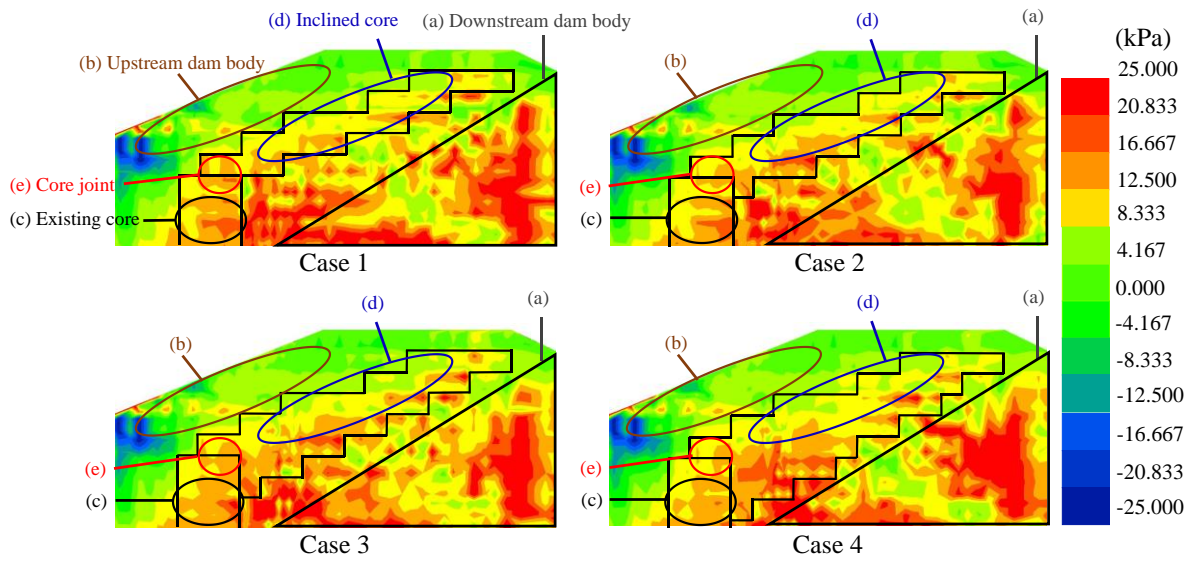 (d) Inclined core
(a) Downstream dam body
(b) Upstream dam body
(e) Core joint
(c) Existing core
Case 1
(d)
(a)
(b)
(e)
(c)
Case 2
(d)
(a)
(b)
(e)
(c)
Case 3
(d)
(a)
(b)
(e)
(c)
Case 4
(kPa)
25.000
20.833
16.667
12.500
8.333
4.167
0.000
-4.167
-8.333
-12.500
-16.667
-20.833
-25.000